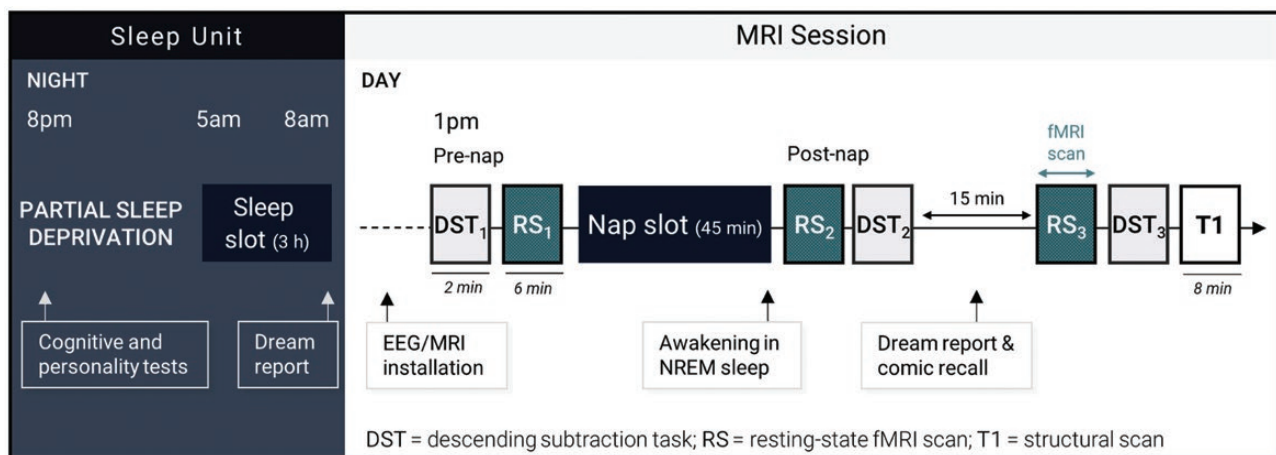 Sleep Unit
NIGHT
8pm 5am 8am
PARTIAL SLEEP
DEPRIVATION
Sleep
slot (3 h)
Cognitive and
personality tests
Dream
report
MRI Session
DAY
1pm
Pre-nap
Post-nap
fMRI
scan
DST₁
RS₁
Nap slot (45 min)
RS₂
DST₂
15 min
RS₃
DST₃
T1
2 min
6 min
8 min
EEG/MRI
installation
Awakening in
NREM sleep
Dream report &
comic recall
DST = descending subtraction task; RS = resting-state fMRI scan; T1 = structural scan